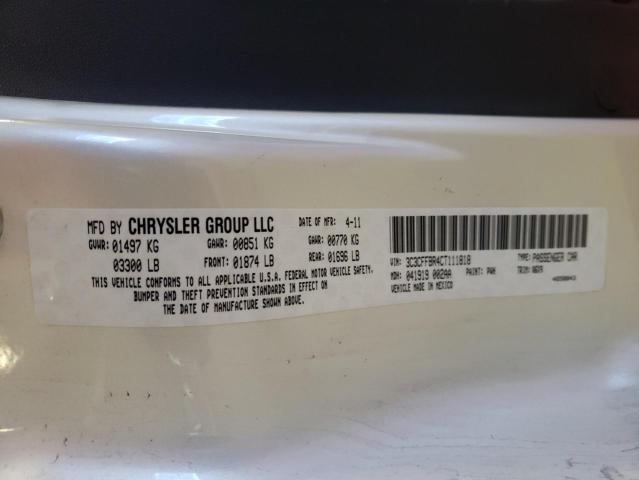 MFD BY CHRYSLER GROUP LLC DATE OF MFR: 4-11
GVWR: 01497 KG GAWR: 00851 KG GAWR: 00770 KG
03300 LB FRONT: 01874 LB REAR: 01696 LB
THIS VEHICLE CONFORMS TO ALL APPLICABLE U.S.A. FEDERAL MOTOR VEHICLE SAFETY,
BUMPER AND THEFT PREVENTION STANDARDS IN EFFECT ON
THE DATE OF MANUFACTURE SHOWN ABOVE.
VIN: 3C3CFFBR4CT111818 TYPE: PASSENGER CAR
MDH: 041919 002AA PAINT: PWN TRIM:
VEHICLE MADE IN MEXICO